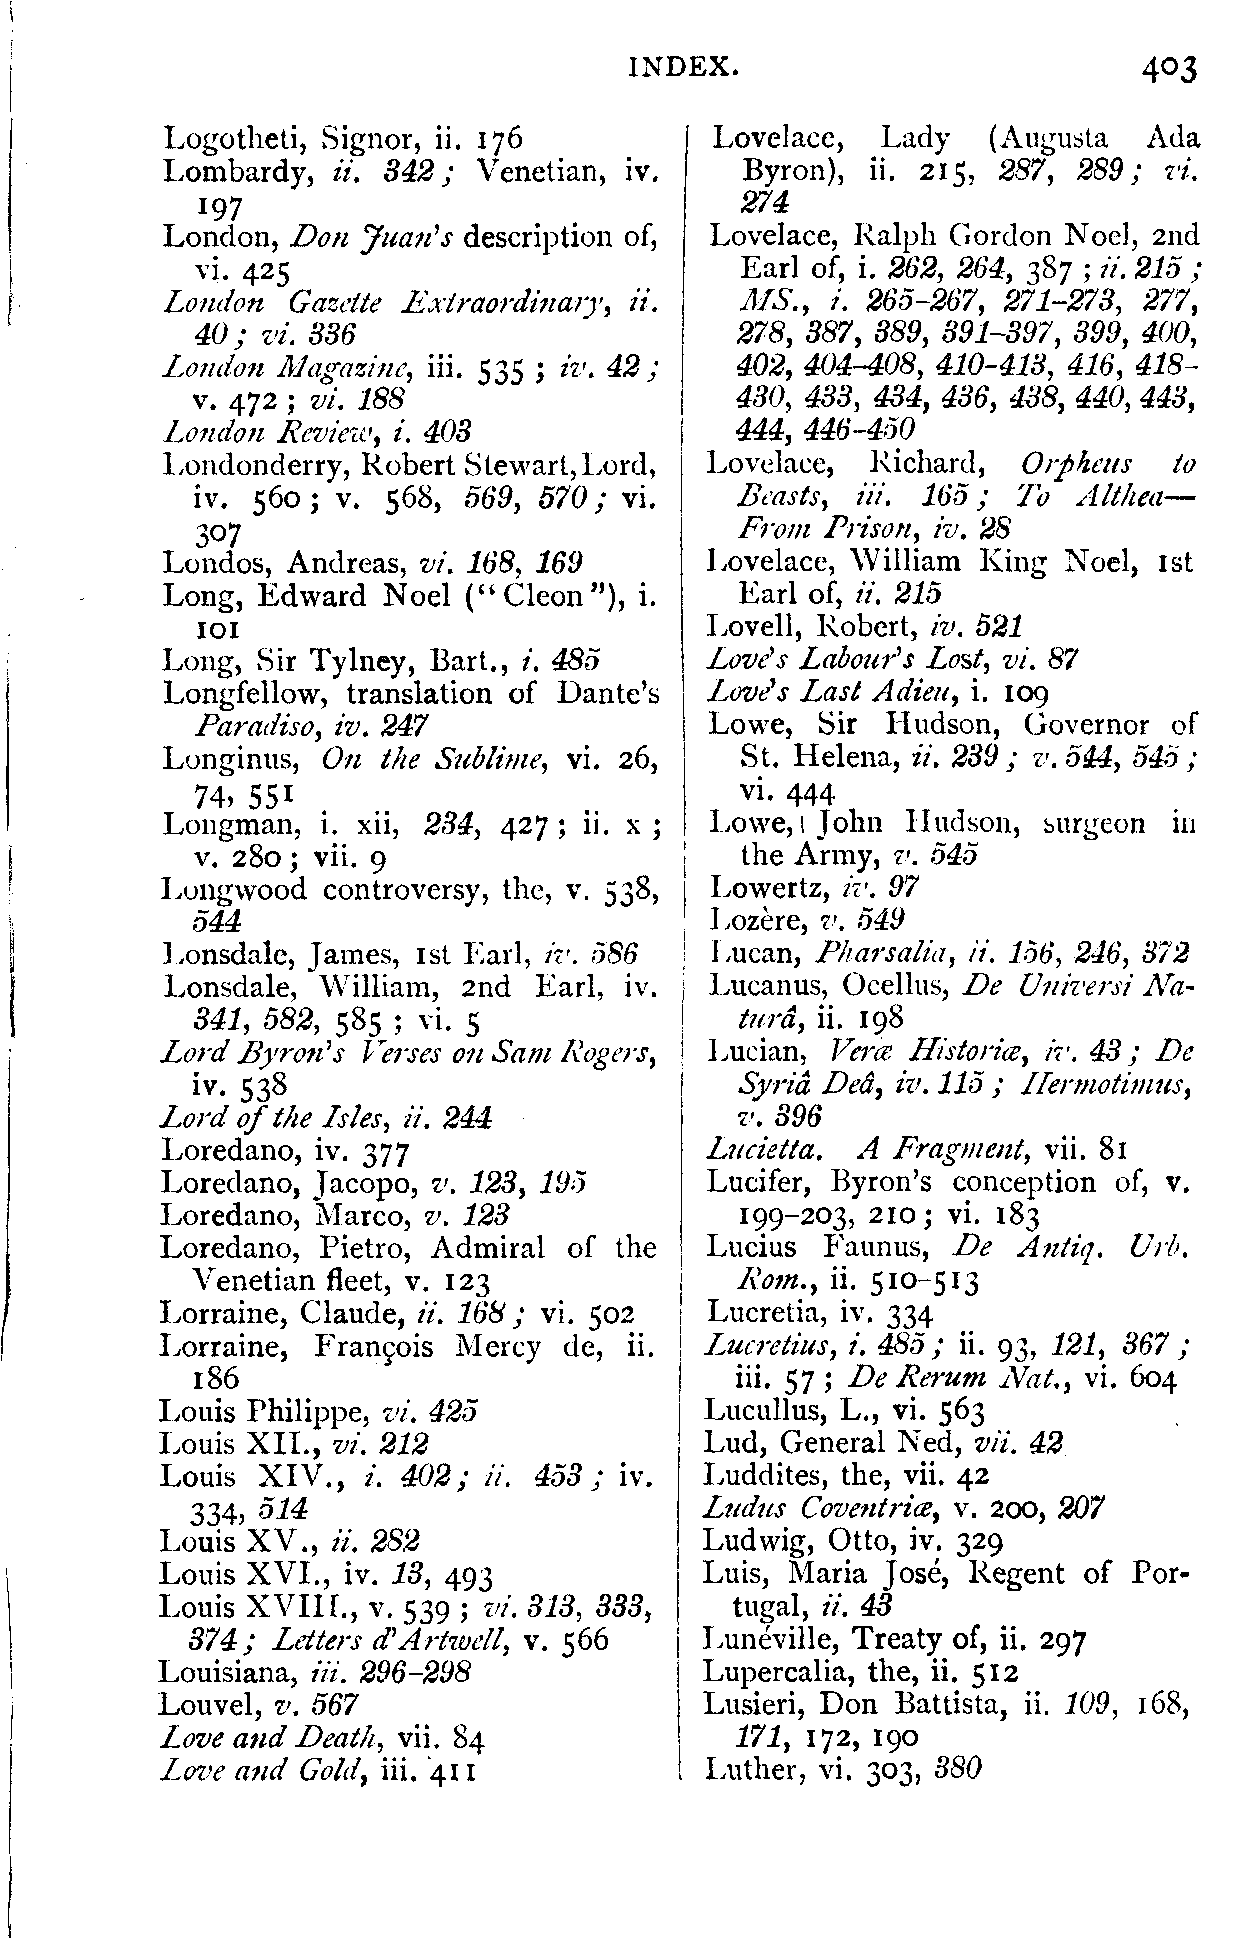 INDEX. 403
Logotheti, Signor, ii. 176
Lombardy, ii. 342; Venetian, iv.
197
London, Don Juan's description of,
vi. 425
London Gazette Extraordinary, ii.
40; vi. 336
London Magazine, iii. 535; iv. 42;
v. 472; vi. 188
London Review, i. 403
Londonderry, Robert Stewart, Lord,
iv. 560; v. 568, 569, 570; vi.
307
Londos, Andreas, vi. 168, 169
Long, Edward Noel ("Cleon"), i.
101
Long, Sir Tylney, Bart., i. 485
Longfellow, translation of Dante's
Paradiso, iv. 247
Longinus, On the Sublime, vi. 26,
74, 551
Longman, i. xii, 234, 427; ii. x;
v. 280; vii. 9
Longwood controversy, the, v. 538,
544
Lonsdale, James, 1st Earl, iv. 586
Lonsdale, William, 2nd Earl, iv.
341, 582, 585; vi. 5
Lord Byron's Verses on Sam Rogers,
iv. 538
Lord of the Isles, ii. 244
Loredano, iv. 377
Loredano, Jacopo, v. 123, 195
Loredano, Marco, v. 123
Loredano, Pietro, Admiral of the
Venetian fleet, v. 123
Lorraine, Claude, ii. 168; vi. 502
Lorraine, François Mercy de, ii.
186
Louis Philippe, vi. 425
Louis XII., vi. 212
Louis XIV., i. 402; ii. 453; iv.
334, 514
Louis XV., ii. 282
Louis XVI., iv. 13, 493
Louis XVIII., v. 539; vi. 313, 333,
374; Letters d'Artwell, v. 566
Louisiana, iii. 296-298
Louvel, v. 567
Love and Death, vii. 84
Love and Gold, iii. 411
Lovelace, Lady (Augusta Ada
Byron), ii. 215, 287, 289; vi.
274
Lovelace, Ralph Gordon Noel, 2nd
Earl of, i. 262, 264, 387; ii. 215;
MS., i. 265-267, 271-273, 277,
278, 387, 389, 391-397, 399, 400,
402, 404-408, 410-413, 416, 418-
430, 433, 434, 436, 438, 440, 443,
444, 446-450
Lovelace, Richard, Orpheus to
Beasts, iii. 165; To Althea—
From Prison, iv. 28
Lovelace, William King Noel, 1st
Earl of, ii. 215
Lovell, Robert, iv. 521
Love's Labour's Lost, vi. 87
Love's Last Adieu, i. 109
Lowe, Sir Hudson, Governor of
St. Helena, ii. 239; v. 544, 545;
vi. 444
Lowe, John Hudson, surgeon in
the Army, v. 545
Lowertz, iv. 97
Lozère, v. 549
Lucan, Pharsalia, ii. 156, 246, 372
Lucanus, Ocellus, De Universi Na-
turâ, ii. 198
Lucian, Veræ Historiæ, iv. 43; De
Syriâ Deâ, iv. 115; Hermotimus,
v. 396
Lucietta. A Fragment, vii. 81
Lucifer, Byron's conception of, v.
199-203, 210; vi. 183
Lucius Faunus, De Antiq. Urb.
Rom., ii. 510-513
Lucretia, iv. 334
Lucretius, i. 485; ii. 93, 121, 367;
iii. 57; De Rerum Nat., vi. 604
Lucullus, L., vi. 563
Lud, General Ned, vii. 42
Luddites, the, vii. 42
Ludus Coventriæ, v. 200, 207
Ludwig, Otto, iv. 329
Luis, Maria José, Regent of Por-
tugal, ii. 43
Lunéville, Treaty of, ii. 297
Lupercalia, the, ii. 512
Lusieri, Don Battista, ii. 109, 168,
171, 172, 190
Luther, vi. 303, 380